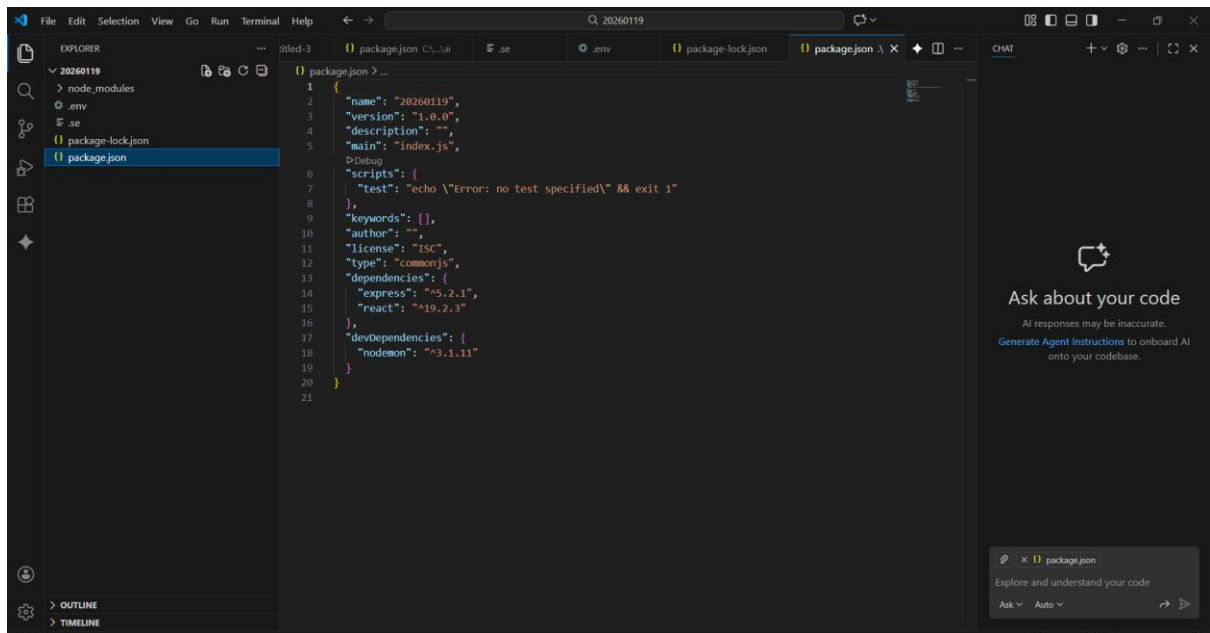 File Edit Selection View Go Run Terminal Help
20260119
EXPLORER
20260119
node_modules
.env
.se
package-lock.json
package.json
OUTLINE
TIMELINE
package.json C:\...\ai
.se
.env
package-lock.json
package.json .\
package.json > ...
1 {
2 "name": "20260119",
3 "version": "1.0.0",
4 "description": "",
5 "main": "index.js",
Debug
6 "scripts": {
7 "test": "echo \"Error: no test specified\" && exit 1"
8 },
9 "keywords": [],
10 "author": "",
11 "license": "ISC",
12 "type": "commonjs",
13 "dependencies": {
14 "express": "^5.2.1",
15 "react": "^19.2.3"
16 },
17 "devDependencies": {
18 "nodemon": "^3.1.11"
19 }
20 }
21
CHAT
Ask about your code
AI responses may be inaccurate.
Generate Agent Instructions to onboard AI
onto your codebase.
package.json
Explore and understand your code
Ask Auto